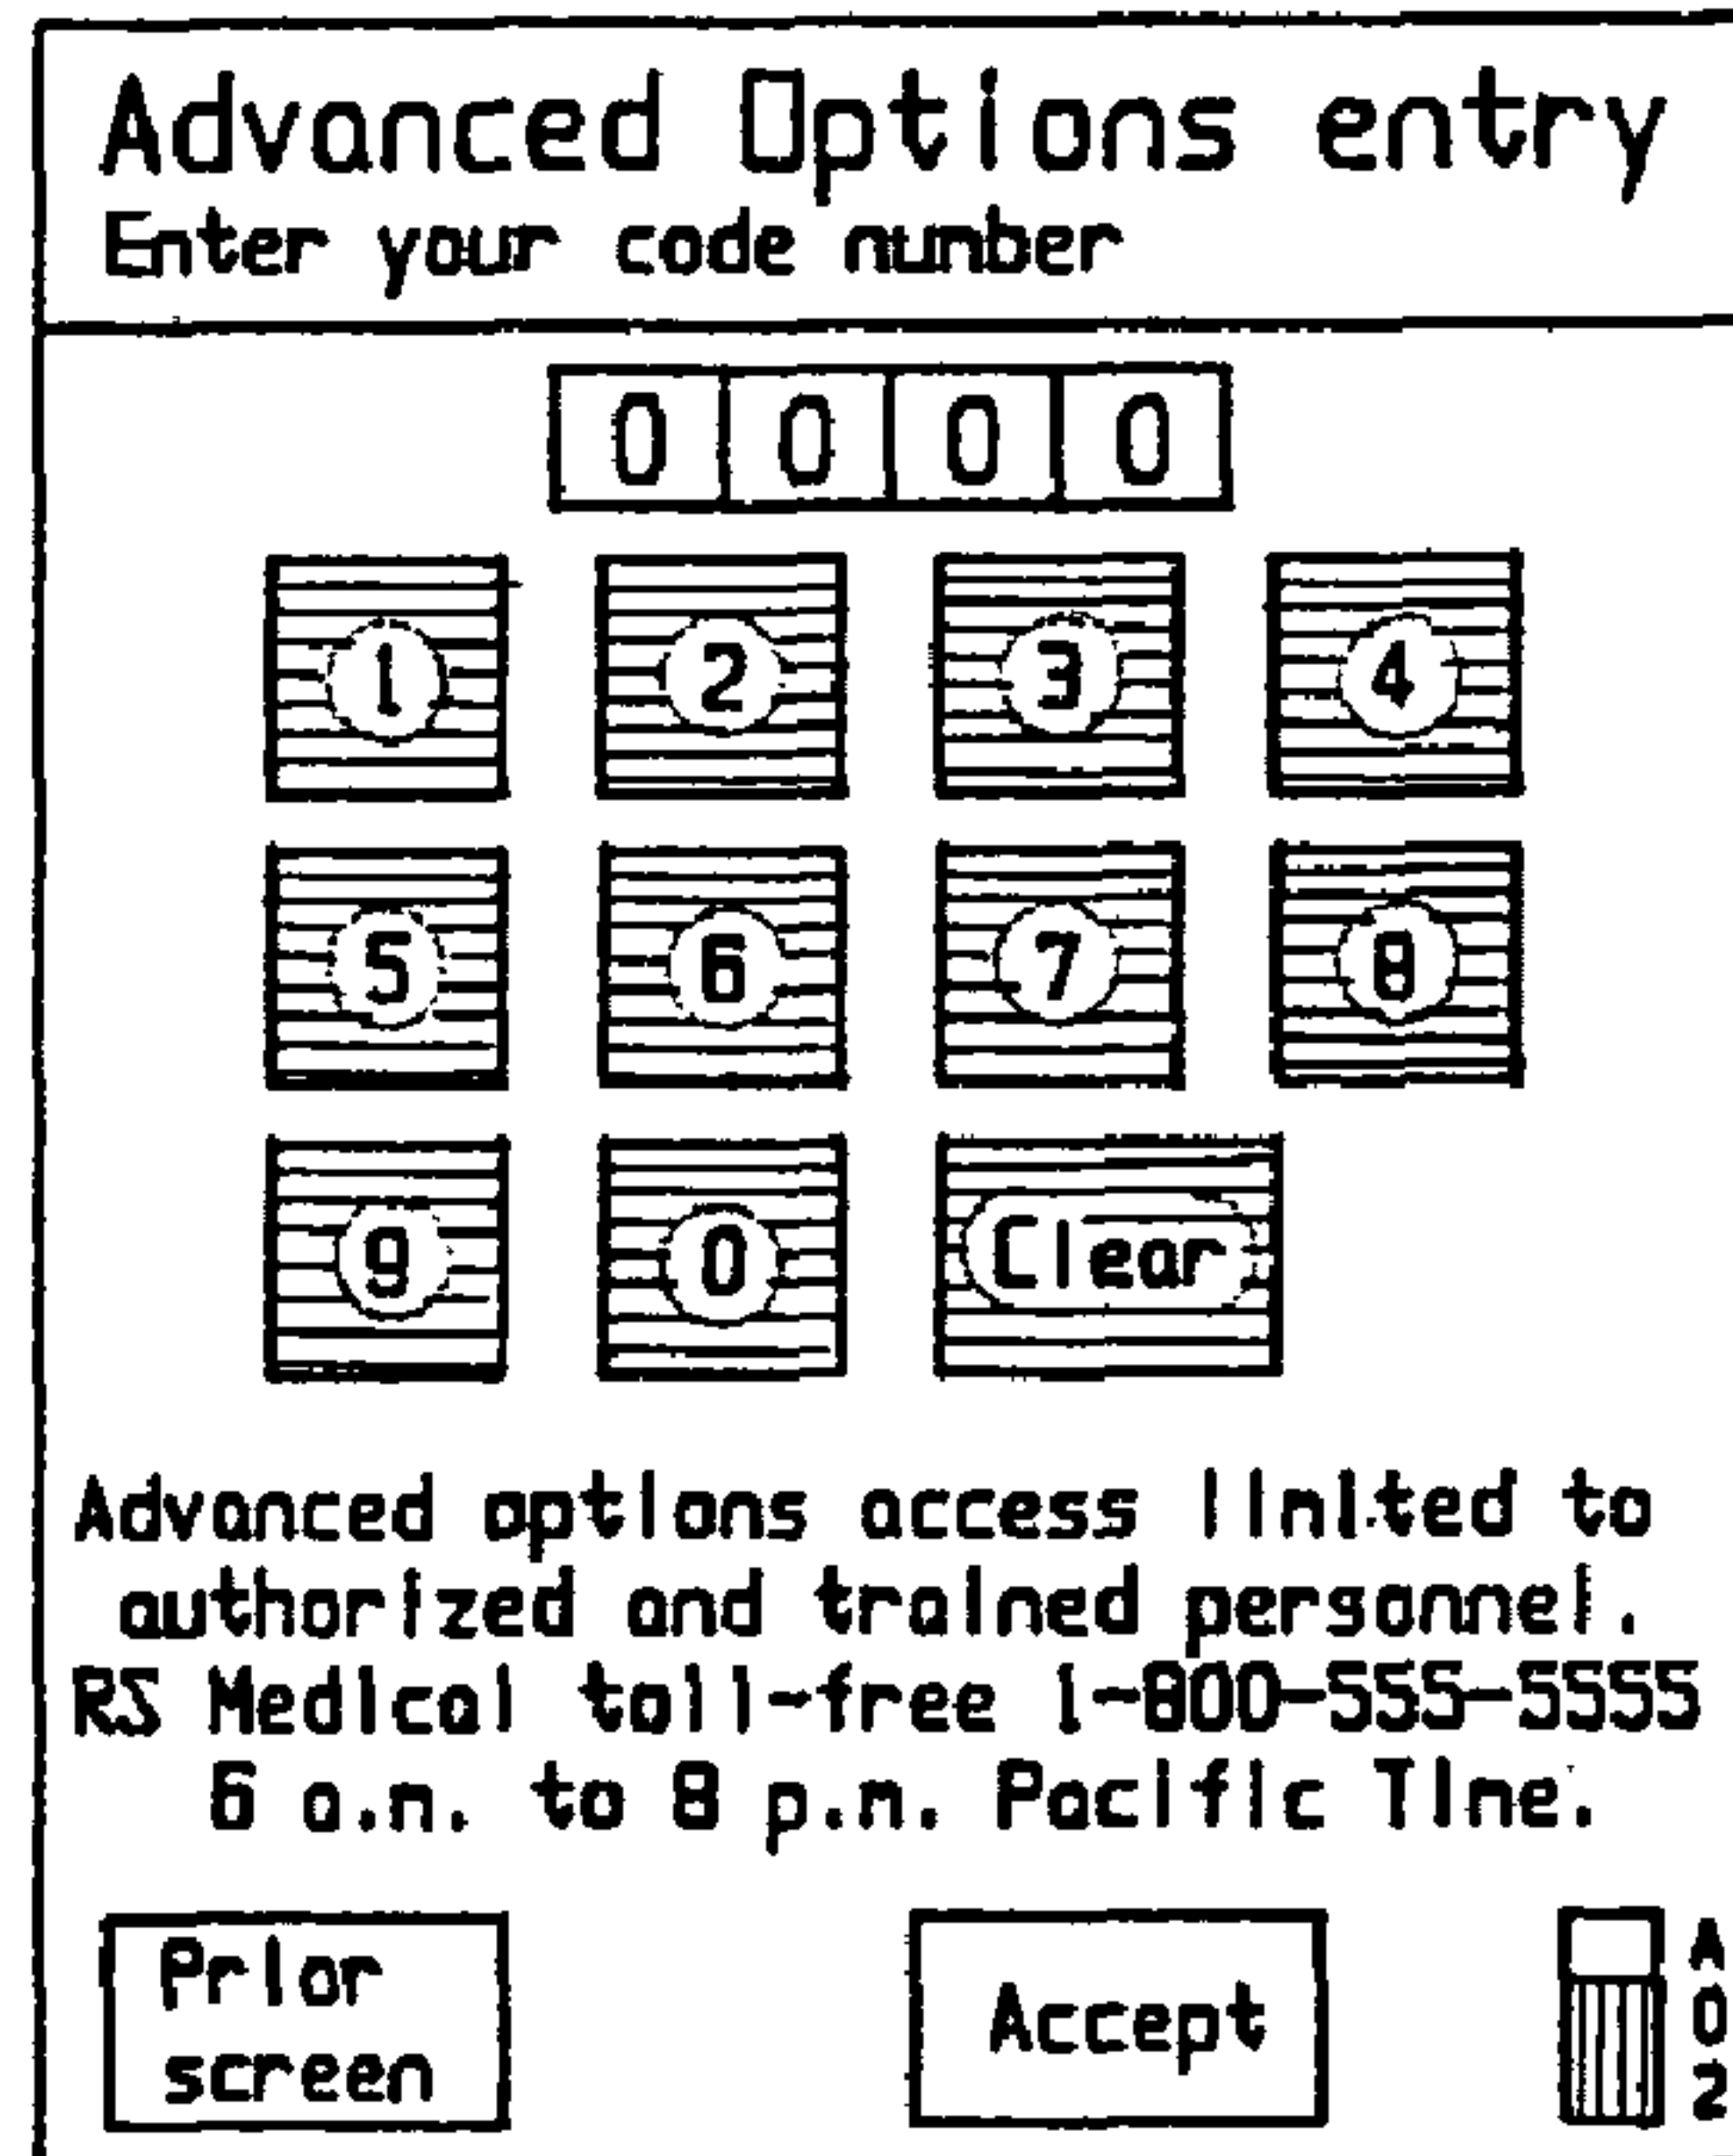 Advanced Options entry
Enter your code number
0 0 0 0
1 2 3 4
5 6 7 8
9 0 Clear
Advanced options access limited to
authorized and trained personnel.
RS Medical toll-free 1-800-555-5555
6 a.m. to 8 p.m. Pacific Time.
Prior
screen
Accept
A
0
2